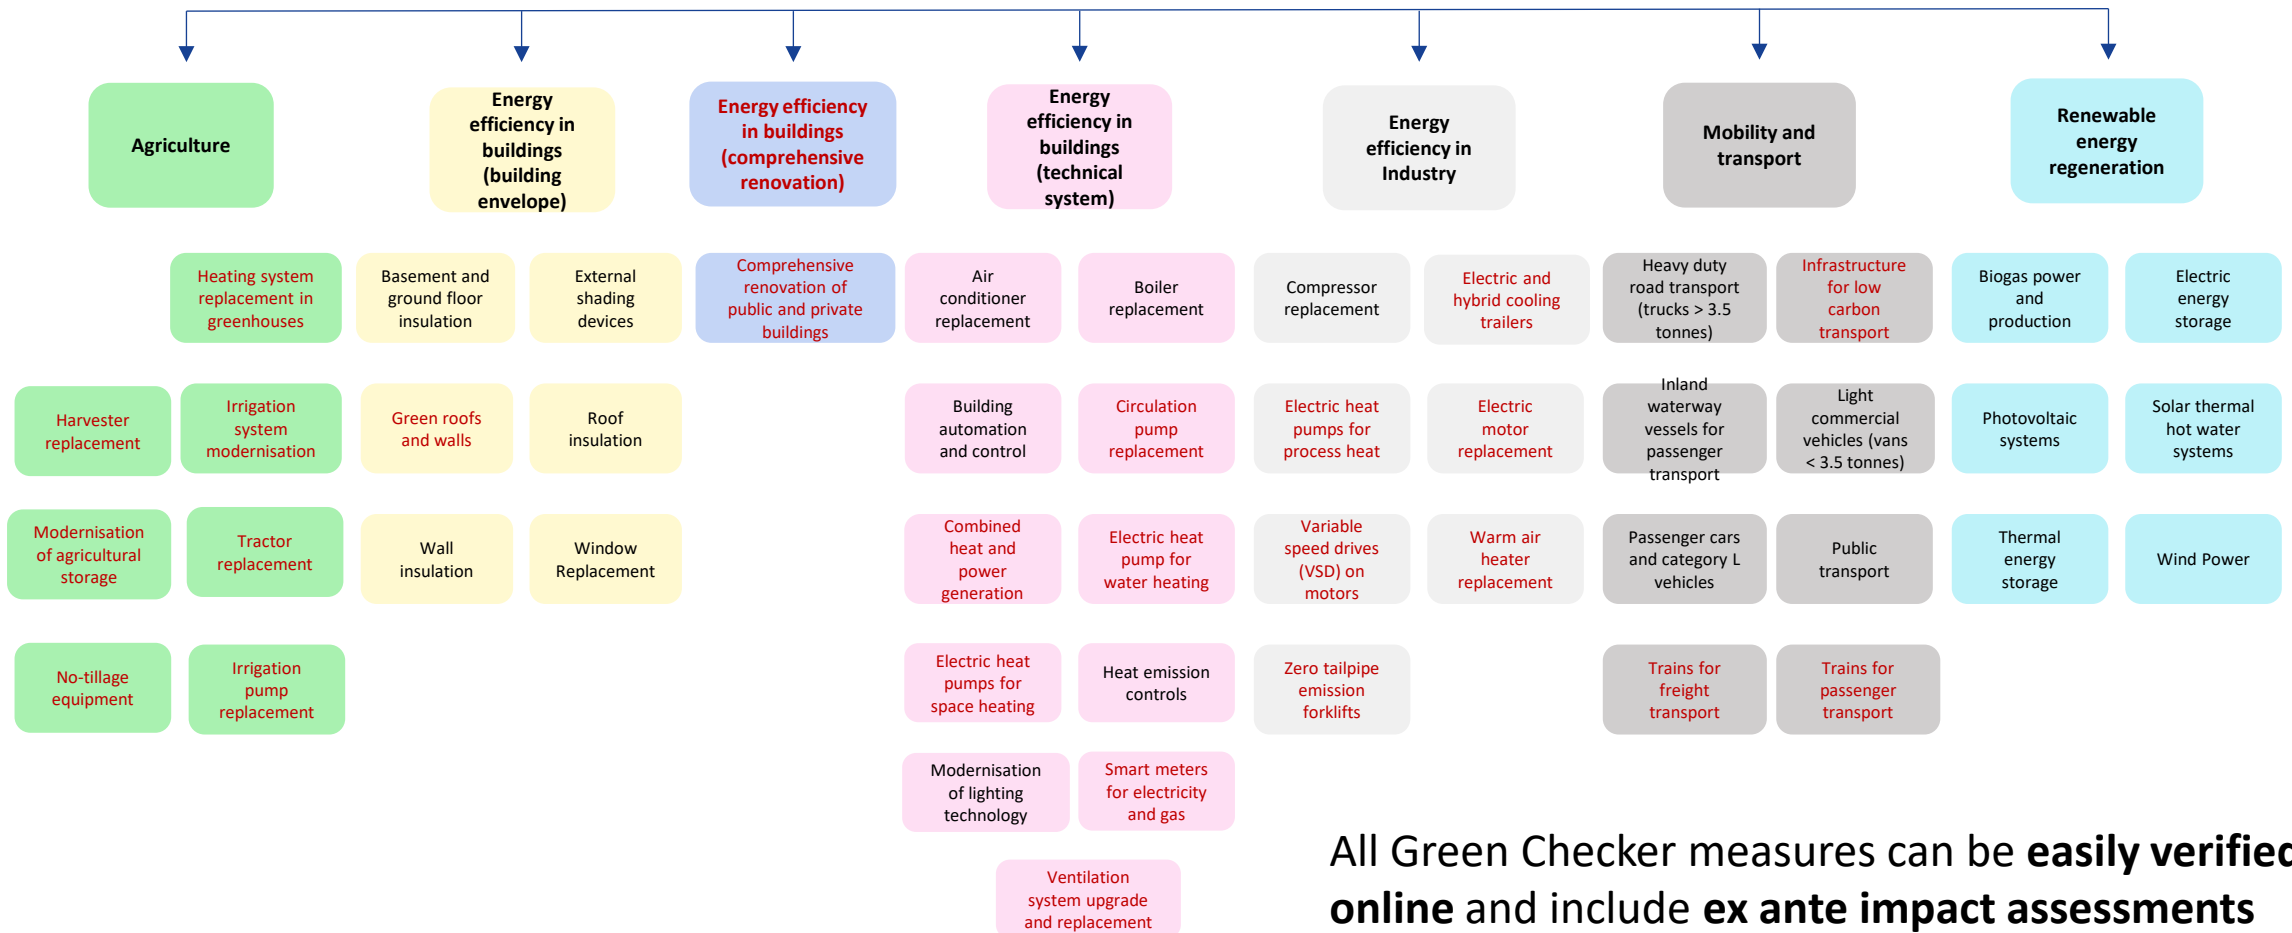 Agriculture
Energy
efficiency in
buildings
(building
envelope)
Energy efficiency
in buildings
(comprehensive
renovation)
Energy
efficiency in
buildings
(technical
system)
Energy
efficiency in
Industry
Mobility and
transport
Renewable
energy
regeneration
Heating system
replacement in
greenhouses
Basement and
ground floor
insulation
External
shading
devices
Comprehensive
renovation of
public and private
buildings
Air
conditioner
replacement
Boiler
replacement
Compressor
replacement
Electric and
hybrid cooling
trailers
Heavy duty
road transport
(trucks > 3.5
tonnes)
Infrastructure
for low
carbon
transport
Biogas power
and
production
Electric
energy
storage
Harvester
replacement
Irrigation
system
modernisation
Green roofs
and walls
Roof
insulation
Building
automation
and control
Circulation
pump
replacement
Electric heat
pumps for
process heat
Electric
motor
replacement
Inland
waterway
vessels for
passenger
transport
Light
commercial
vehicles (vans
< 3.5 tonnes)
Photovoltaic
systems
Solar thermal
hot water
systems
Modernisation
of agricultural
storage
Tractor
replacement
Wall
insulation
Window
Replacement
Combined
heat and
power
generation
Electric heat
pump for
water heating
Variable
speed drives
(VSD) on
motors
Warm air
heater
replacement
Passenger cars
and category L
vehicles
Public
transport
Thermal
energy
storage
Wind Power
No-tillage
equipment
Irrigation
pump
replacement
Electric heat
pumps for
space heating
Heat emission
controls
Zero tailpipe
emission
forklifts
Trains for
freight
transport
Trains for
passenger
transport
Modernisation
of lighting
technology
Smart meters
for electricity
and gas
Ventilation
system upgrade
and replacement
All Green Checker measures can be easily verified
online and include ex ante impact assessments